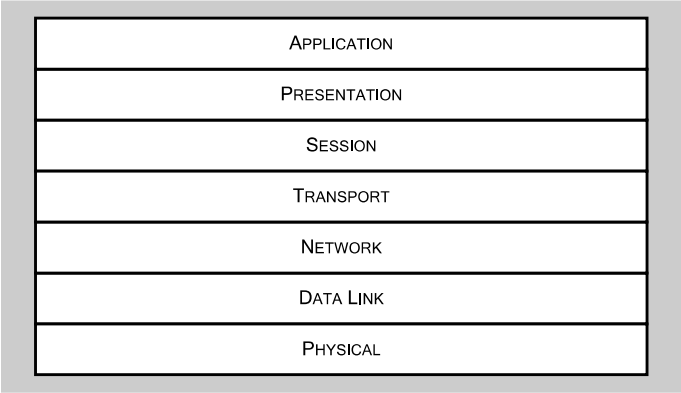 Application
Presentation
Session
Transport
Network
Data Link
Physical